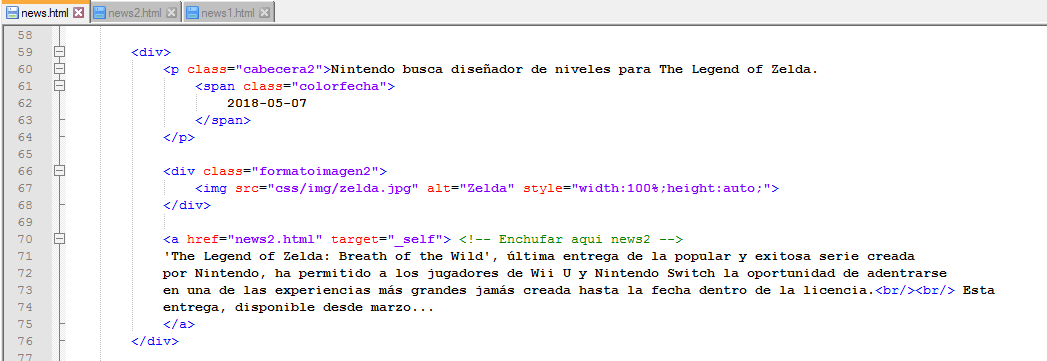 news.html news2.html news1.html
58
59 <div>
60 <p class="cabecera2">Nintendo busca diseñador de niveles para The Legend of Zelda.
61 <span class="colorfecha">
62 2018-05-07
63 </span>
64 </p>
65
66 <div class="formatoimagen2">
67 <img src="css/img/zelda.jpg" alt="Zelda" style="width:100%;height:auto;">
68 </div>
69
70 <a href="news2.html" target="_self"> <!-- Enchufar aqui news2 -->
71 'The Legend of Zelda: Breath of the Wild', última entrega de la popular y exitosa serie creada
72 por Nintendo, ha permitido a los jugadores de Wii U y Nintendo Switch la oportunidad de adentrarse
73 en una de las experiencias más grandes jamás creada hasta la fecha dentro de la licencia.<br/><br/> Esta
74 entrega, disponible desde marzo...
75 </a>
76 </div>
77